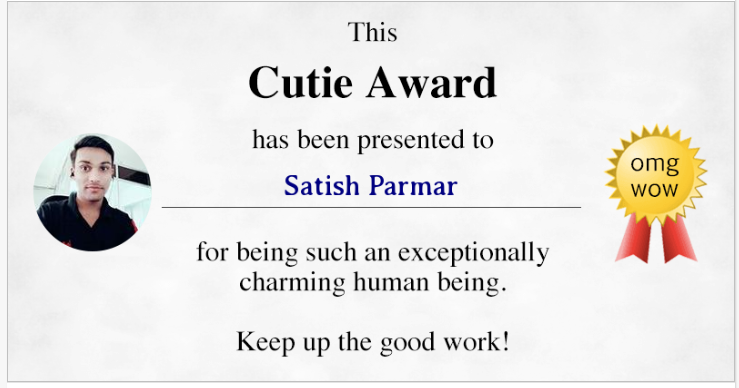 This
Cutie Award
has been presented to
Satish Parmar
omg
wow
for being such an exceptionally
charming human being.
Keep up the good work!